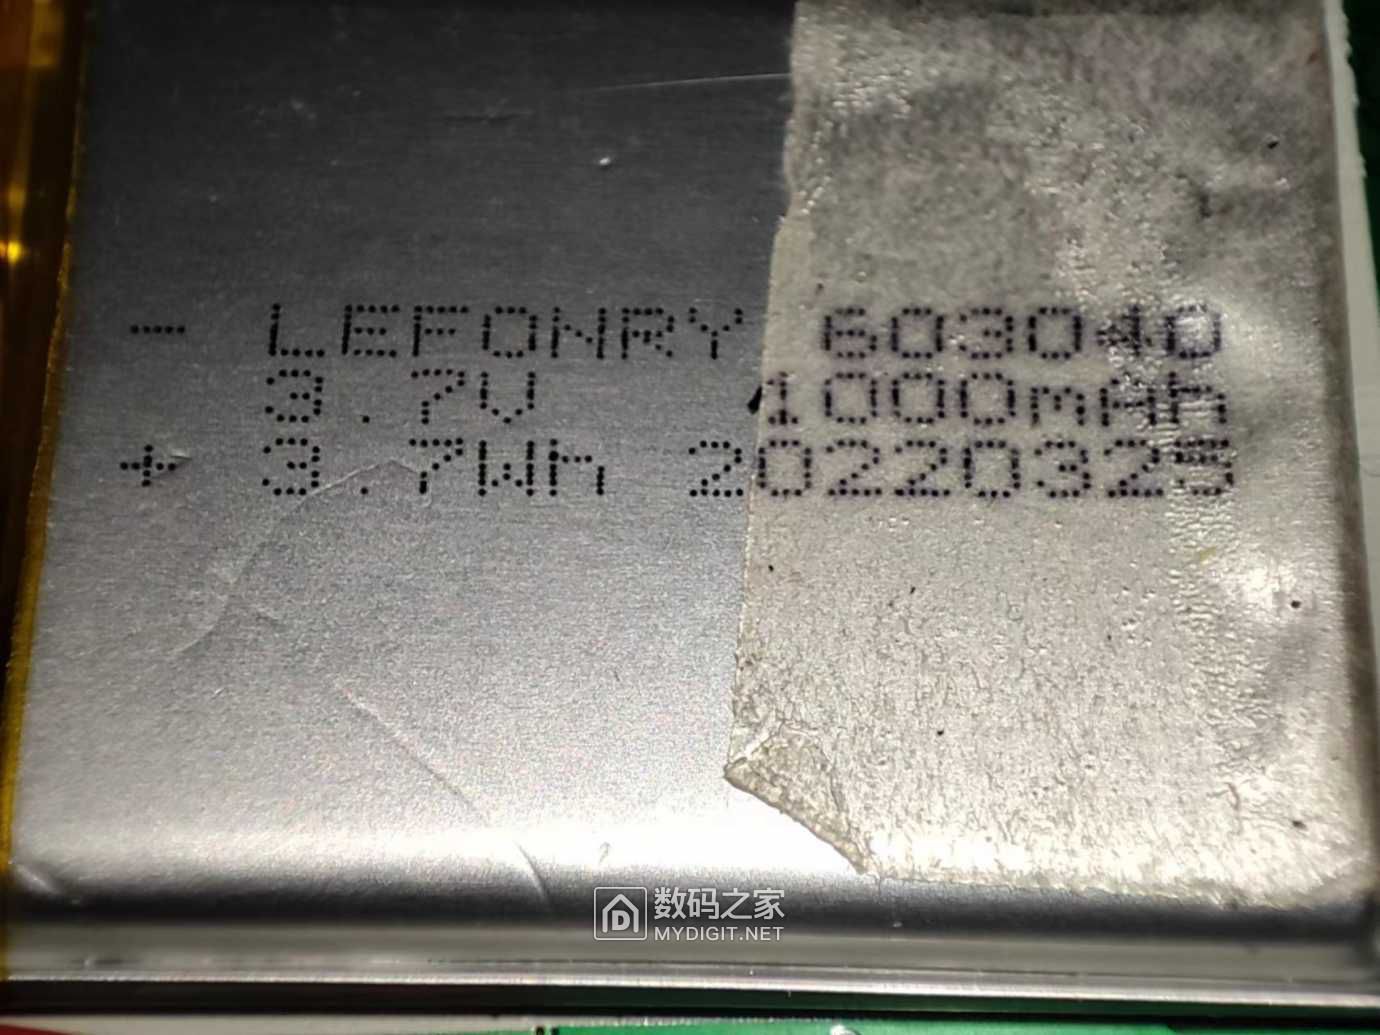 - LEFONRY 603040
3.7V 1000mAh
+ 3.7Wh 20220325
数码之家
MYDIGIT.NET